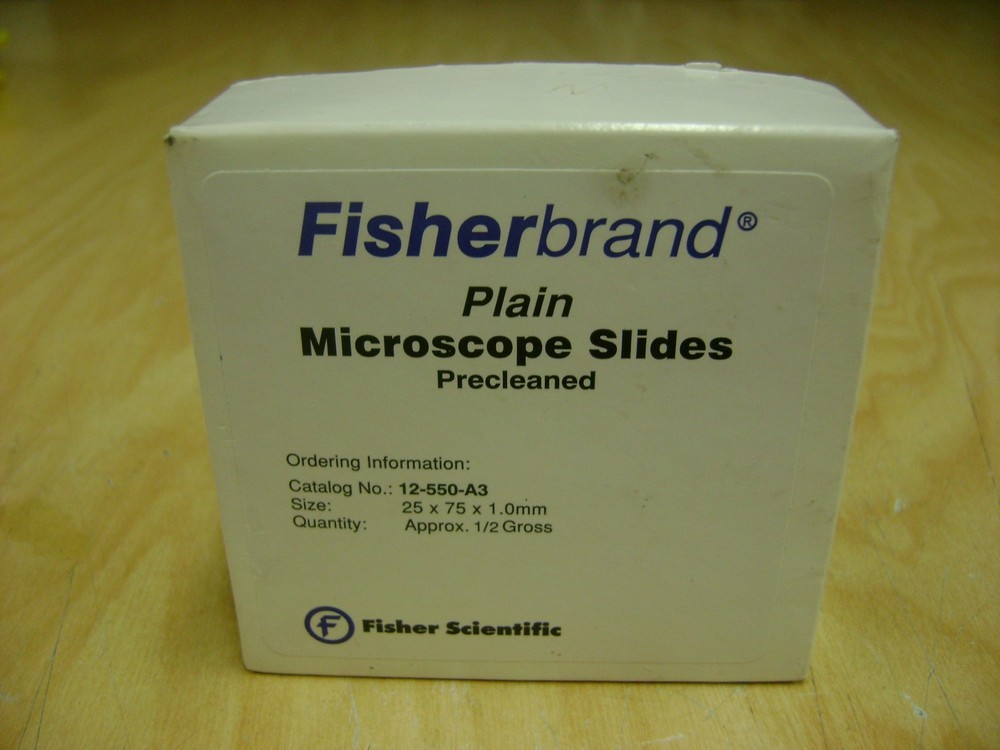 Fisherbrand®
Plain
Microscope Slides
Precleaned
Ordering Information:
Catalog No.: 12-550-A3
Size: 25 x 75 x 1.0mm
Quantity: Approx. 1/2 Gross
F Fisher Scientific